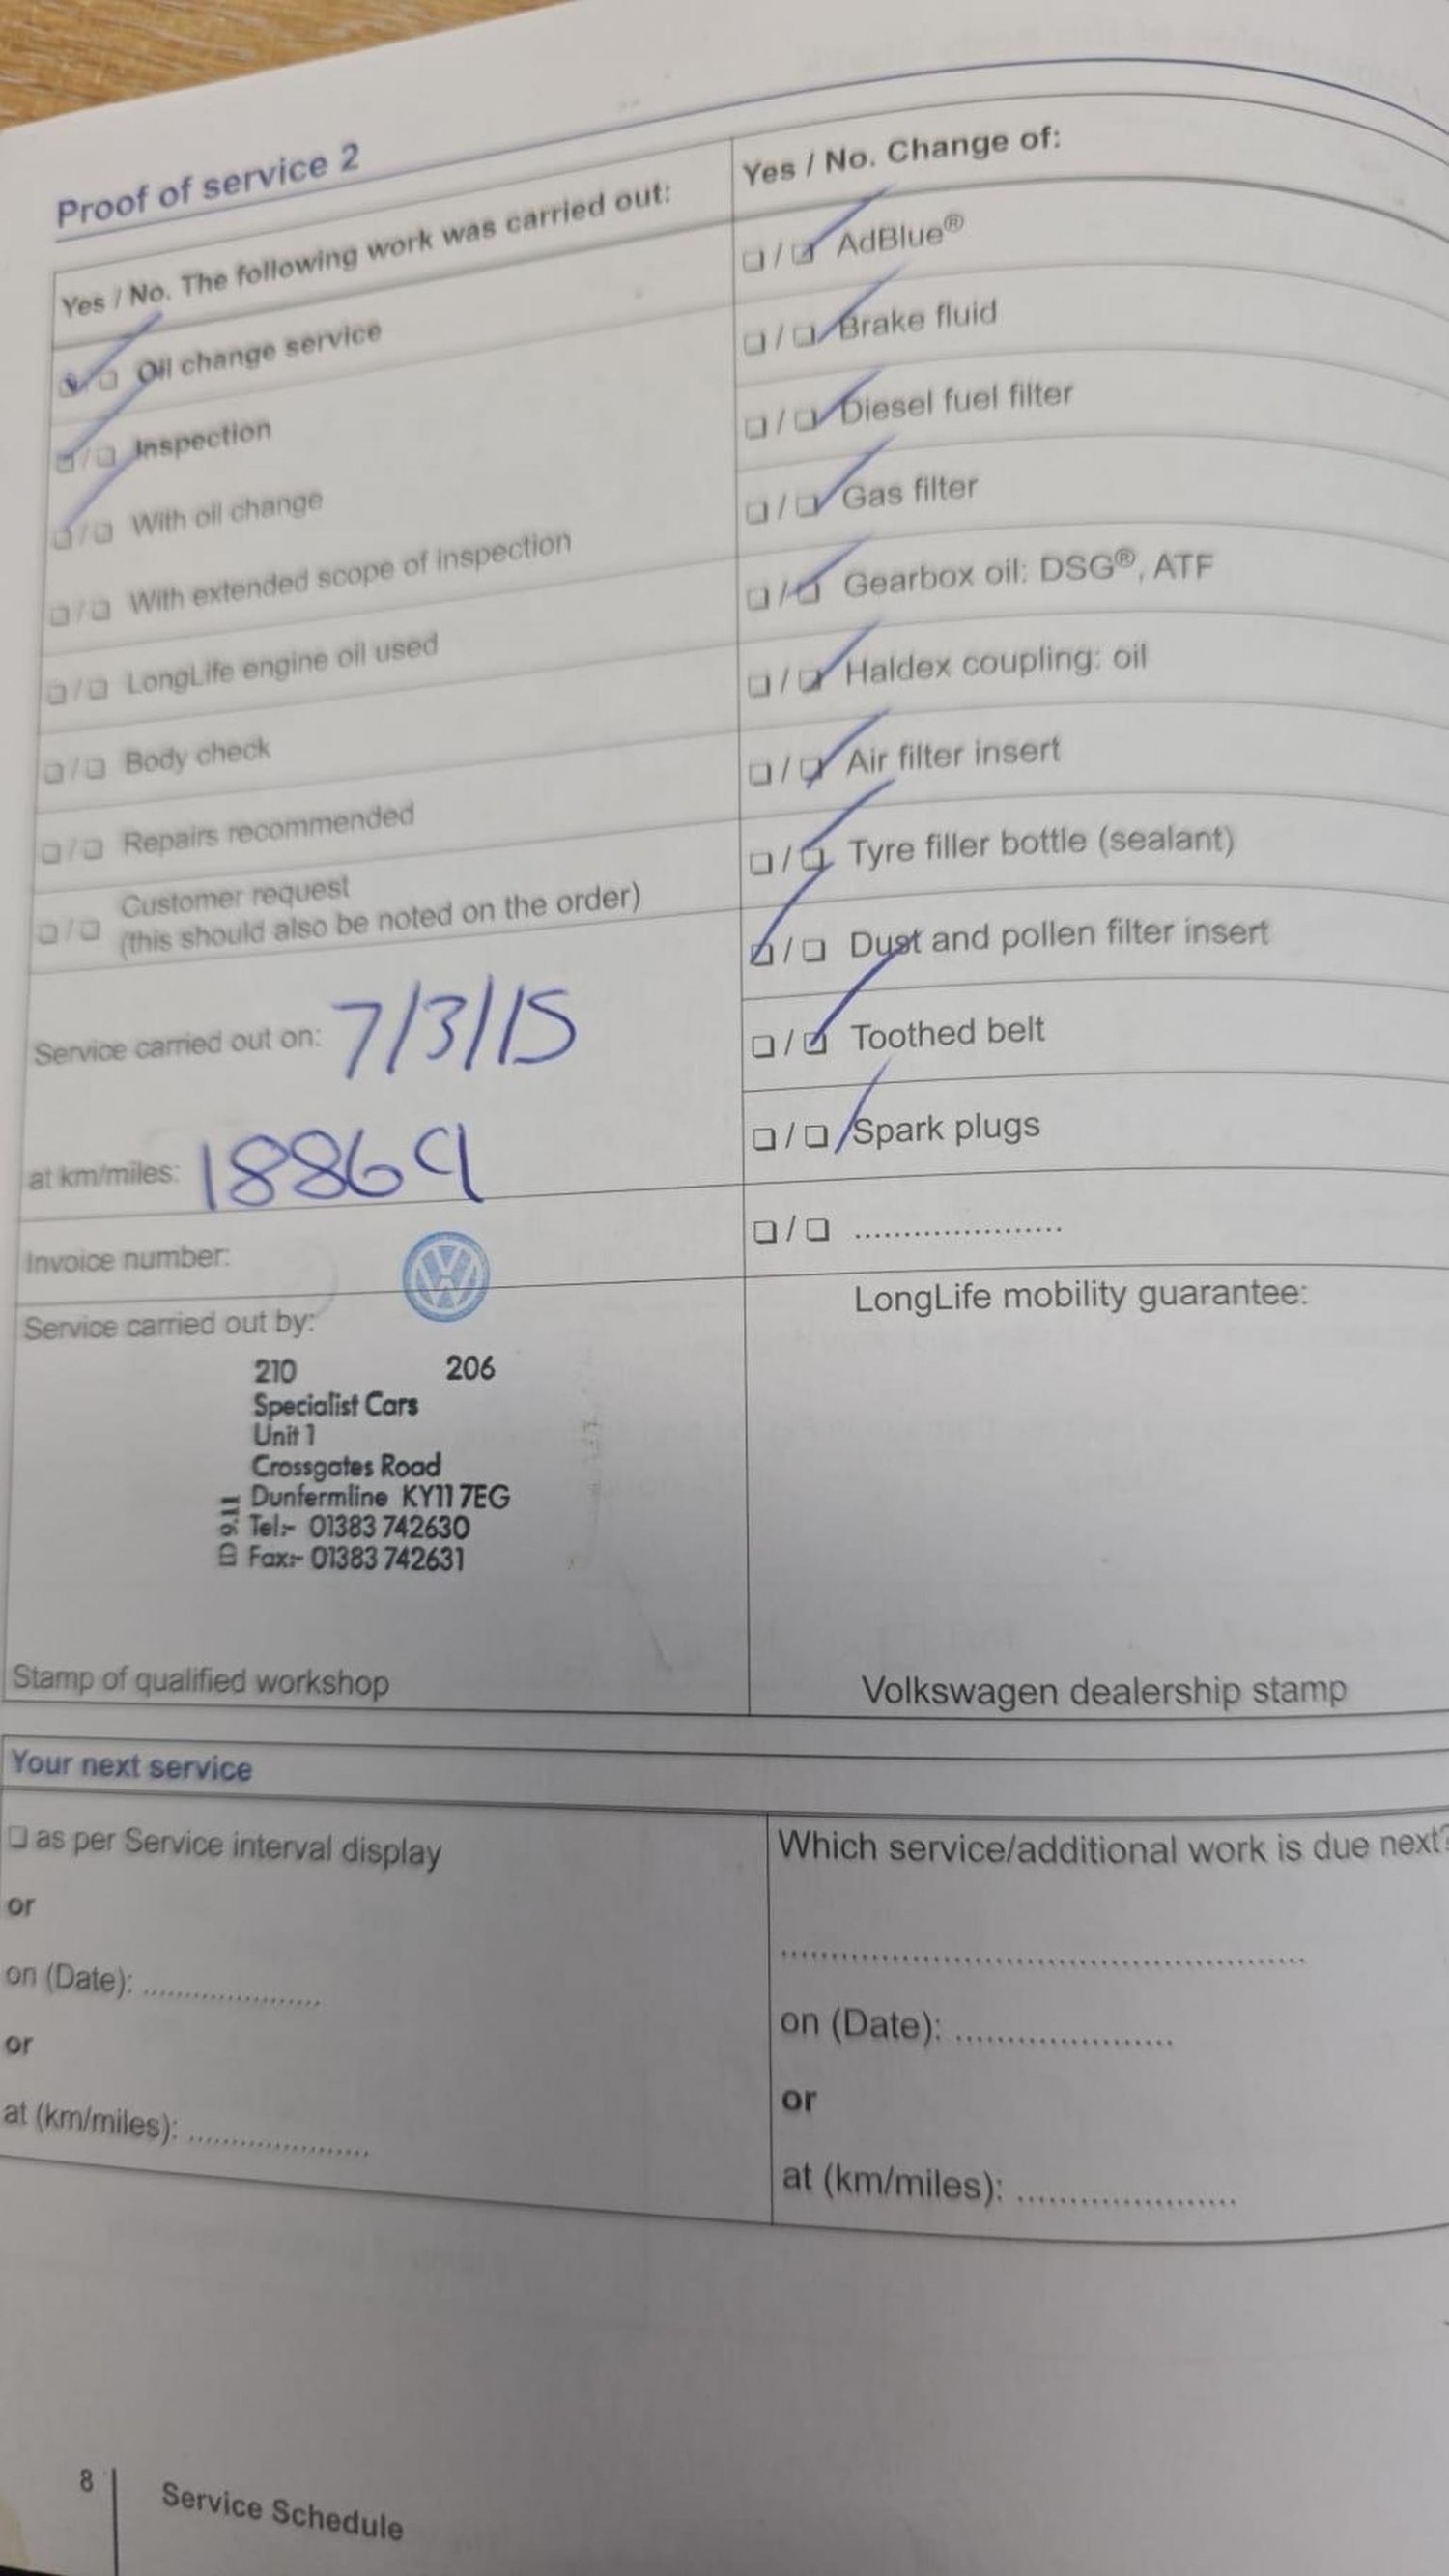 Proof of service 2
Yes / No. The following work was carried out:
Oil change service
Inspection
With oil change
With extended scope of inspection
LongLife engine oil used
Body check
Repairs recommended
Customer request
(this should also be noted on the order)
Service carried out on: 7/3/15
at km/miles: 18869
Invoice number:
Service carried out by:
210 206
Specialist Cars
Unit 1
Crossgates Road
Dunfermline KY11 7EG
Tel:- 01383 742630
Fax:- 01383 742631
Stamp of qualified workshop
Yes / No. Change of:
AdBlue®
Brake fluid
Diesel fuel filter
Gas filter
Gearbox oil: DSG®, ATF
Haldex coupling: oil
Air filter insert
Tyre filler bottle (sealant)
Dust and pollen filter insert
Toothed belt
Spark plugs
LongLife mobility guarantee:
Volkswagen dealership stamp
Your next service
as per Service interval display
or
on (Date): ....................
or
at (km/miles): ....................
Which service/additional work is due next?
on (Date): ....................
or
at (km/miles): ....................
8
Service Schedule